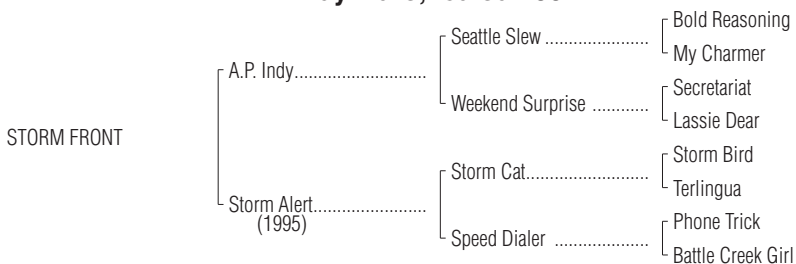 Bold Reasoning
Seattle Slew ......................
My Charmer
A.P. Indy............................
Secretariat
Weekend Surprise ............
Lassie Dear
STORM FRONT
Storm Bird
Storm Cat..........................
Terlingua
Storm Alert........................
(1995)
Phone Trick
Speed Dialer ....................
Battle Creek Girl